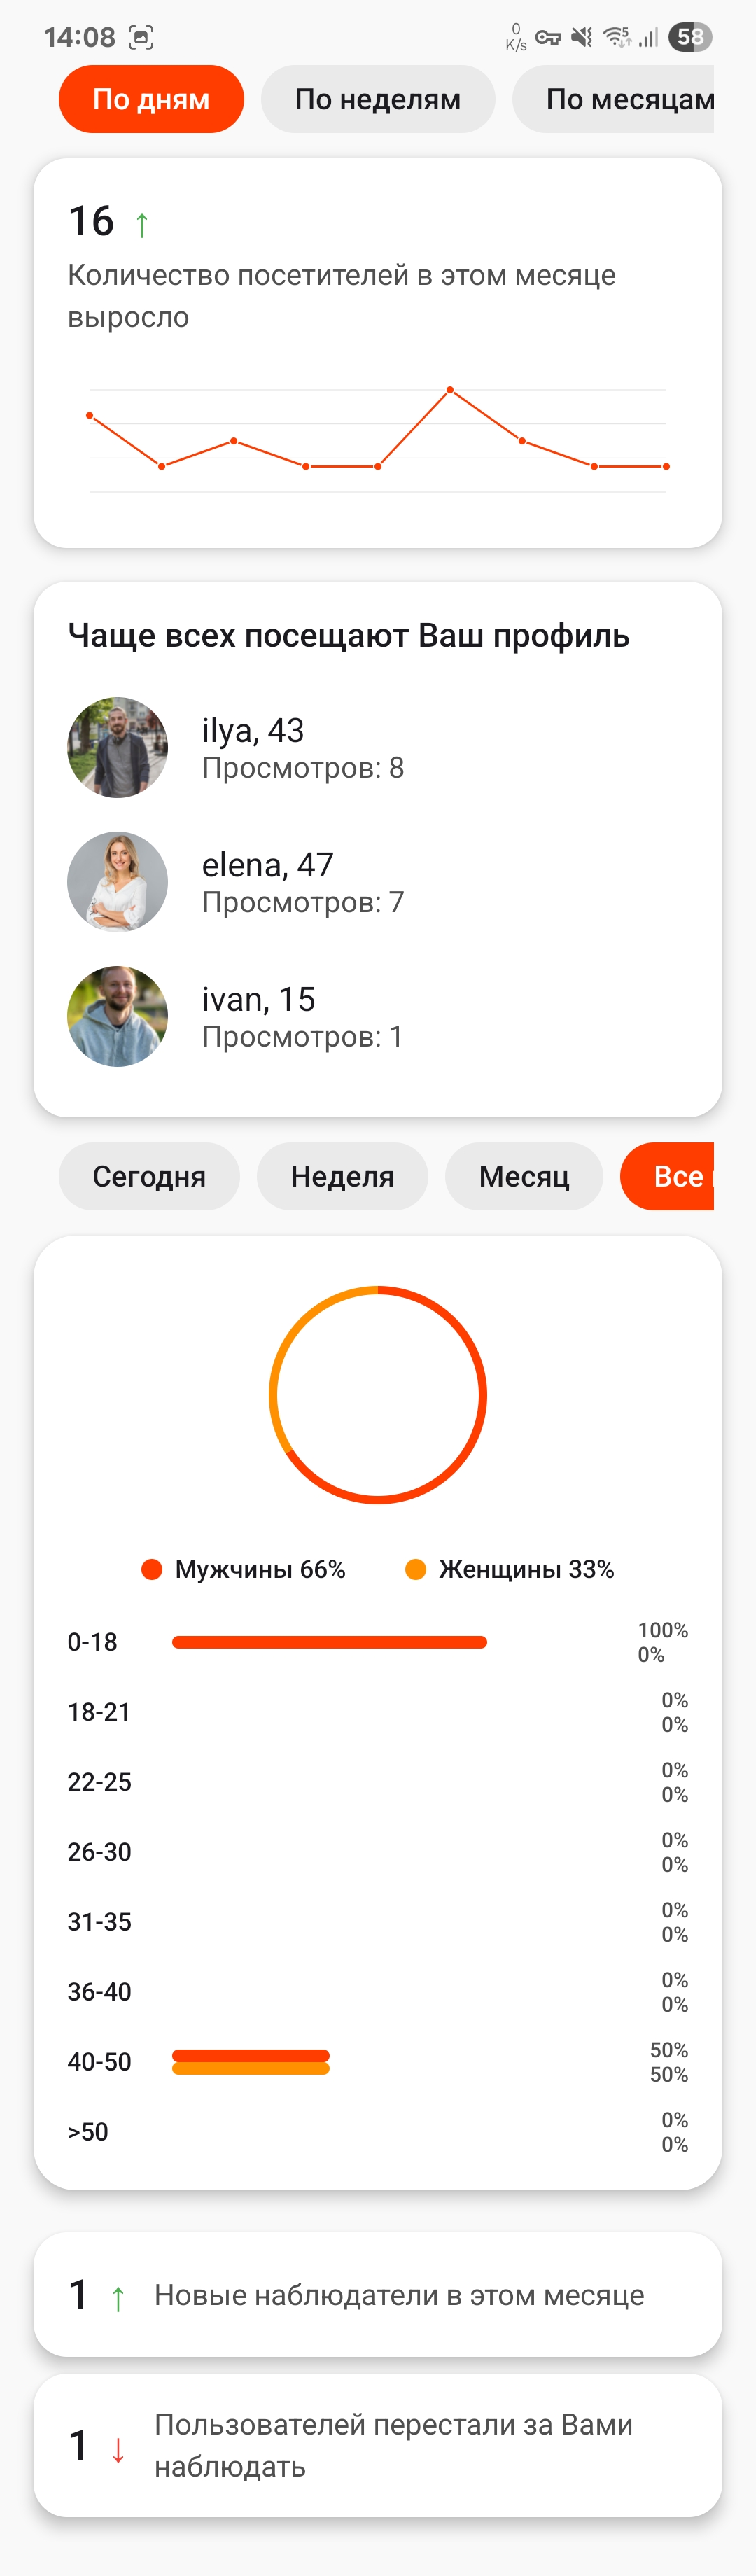 14:08
0
K/s
5
58
По дням
По неделям
По месяцам
16 ↑
Количество посетителей в этом месяце
выросло
Чаще всех посещают Ваш профиль
ilya, 43
Просмотров: 8
elena, 47
Просмотров: 7
ivan, 15
Просмотров: 1
Сегодня
Неделя
Месяц
Все
Мужчины 66%
Женщины 33%
0-18
100%
0%
18-21
0%
0%
22-25
0%
0%
26-30
0%
0%
31-35
0%
0%
36-40
0%
0%
40-50
50%
50%
>50
0%
0%
1 ↑ Новые наблюдатели в этом месяце
1 ↓ Пользователей перестали за Вами
наблюдать